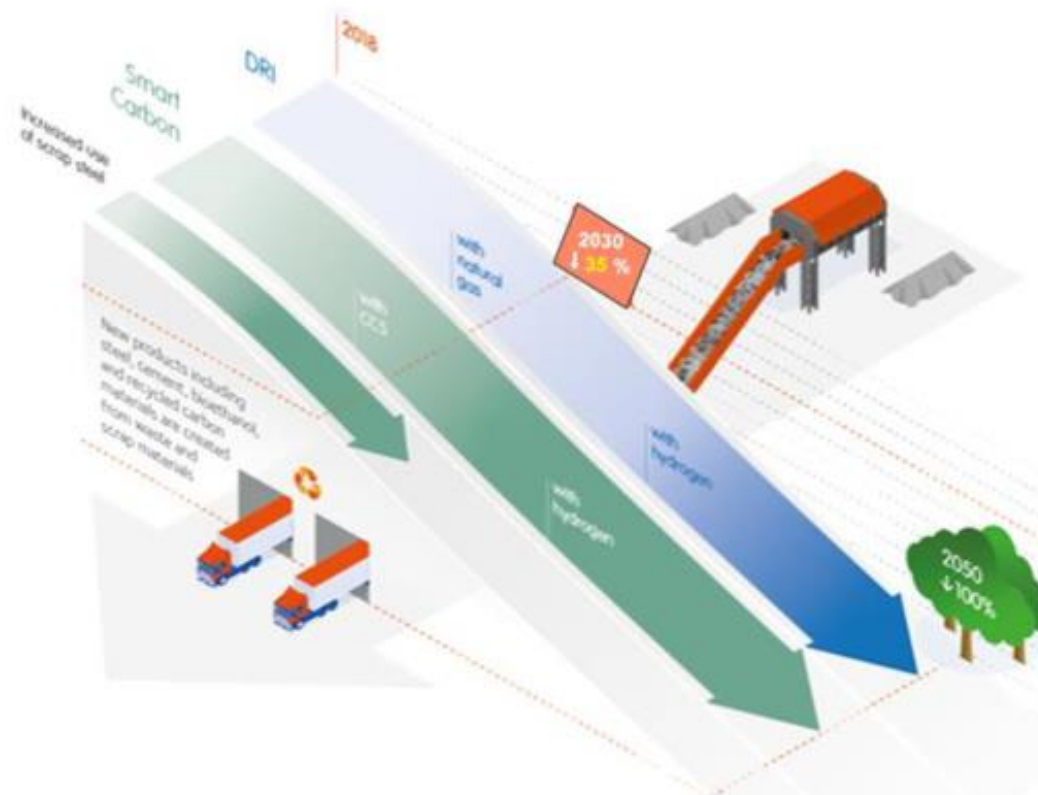 2018
DRI
Smart
Carbon
Increased use
of scrap steel
2030
↓ 35 %
with
natural
gas
with
CCS
New products including
steel, cement, bioethanol,
and recycled carbon
materials are created
from waste and
scrap materials
with
hydrogen
with
hydrogen
2050
↓100%